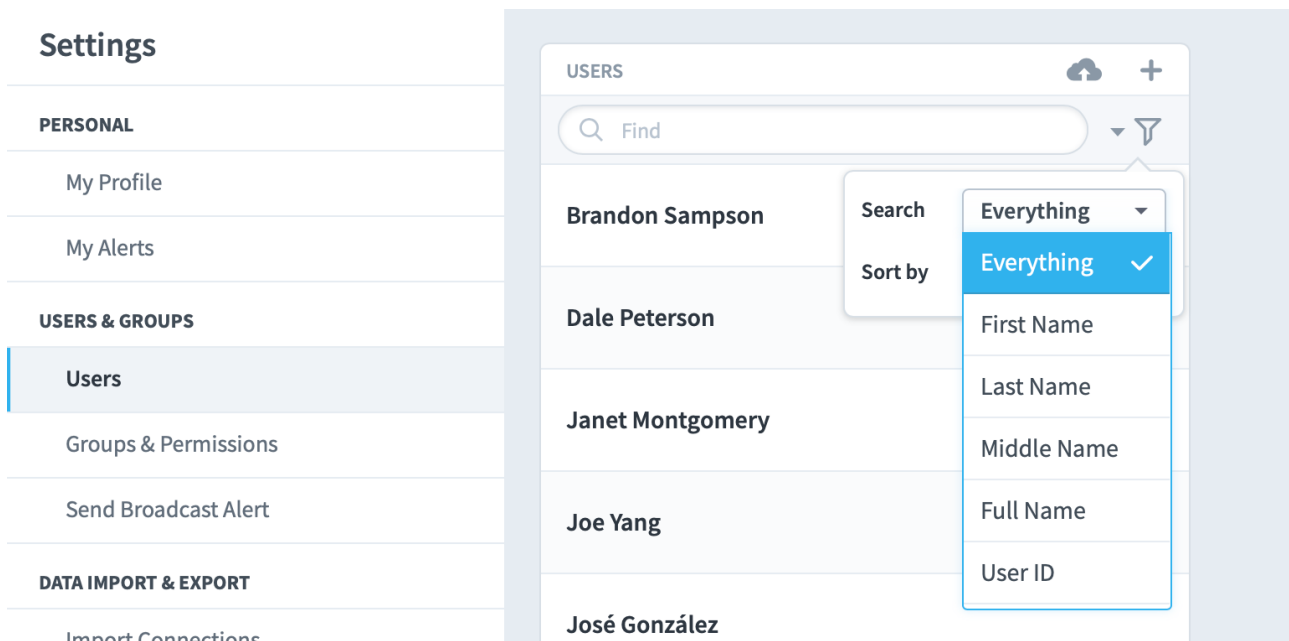 Settings
PERSONAL
My Profile
My Alerts
USERS & GROUPS
Users
Groups & Permissions
Send Broadcast Alert
DATA IMPORT & EXPORT
Import Connections
USERS
Find
Brandon Sampson
Dale Peterson
Janet Montgomery
Joe Yang
José González
Search
Everything
Sort by
Everything
First Name
Last Name
Middle Name
Full Name
User ID